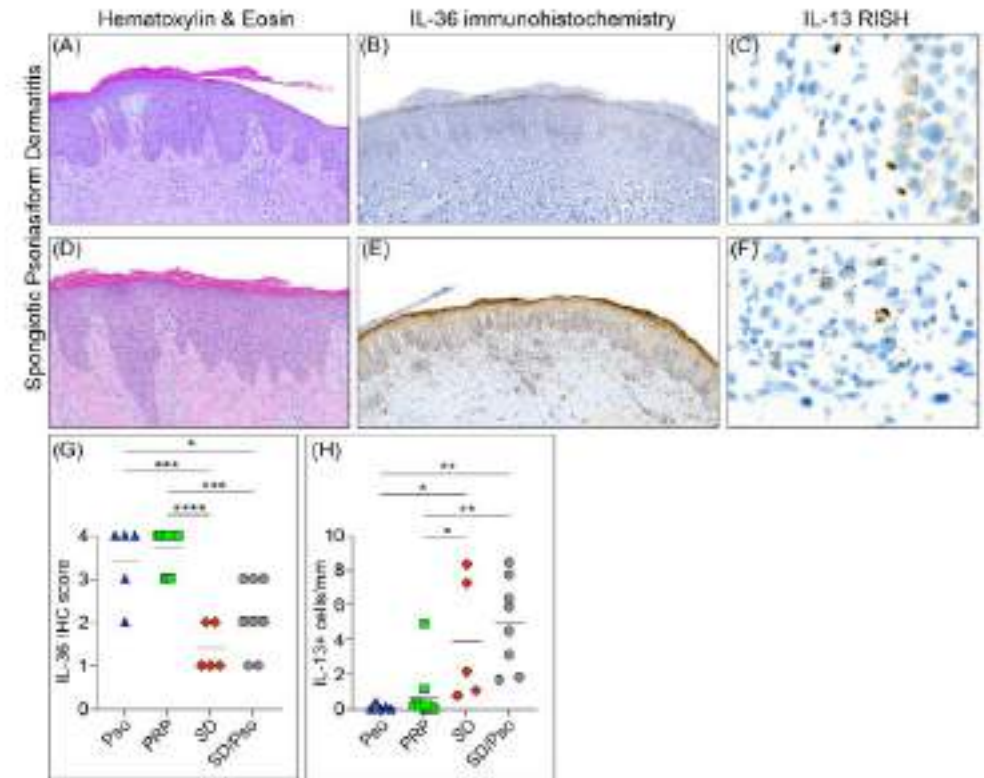 Hematoxylin & Eosin
IL-36 immunohistochemistry
IL-13 RISH
Spongiotic Psoriasiform Dermatitis
(A)
(B)
(C)
(D)
(E)
(F)
(G)
*
***
***
****
IL-36 IHC score
4
3
2
1
0
Pso
PRP
SD
SD/Pso
(H)
**
*
**
*
IL-13+ cells/mm
10
8
6
4
2
0
Pso
PRP
SD
SD/Pso